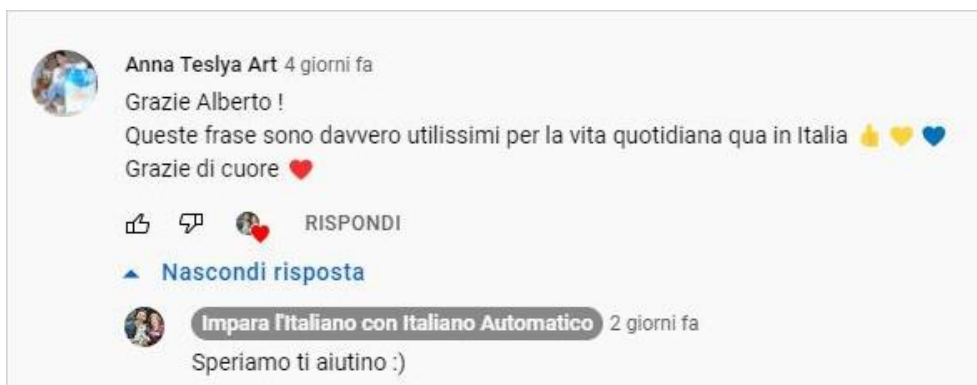 Anna Teslya Art 4 giorni fa
Grazie Alberto !
Queste frase sono davvero utilissimi per la vita quotidiana qua in Italia 👍 💛 💙
Grazie di cuore ❤️
RISPONDI
Nascondi risposta
Impara l'Italiano con Italiano Automatico 2 giorni fa
Speriamo ti aiutino :)